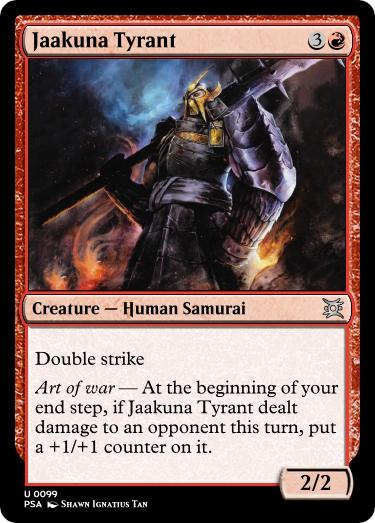 Jaakuna Tyrant 3
Creature — Human Samurai
Double strike
Art of war — At the beginning of your
end step, if Jaakuna Tyrant dealt
damage to an opponent this turn, put
a +1/+1 counter on it.
2/2
U 0099
PSA Shawn Ignatius Tan